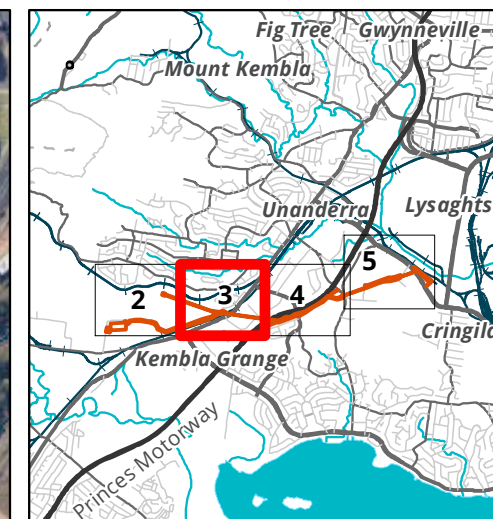 Fig Tree
Gwynneville
Mount Kembla
Unanderra
Lysaghts
5
2
3
4
Cringila
Kembla Grange
Princes Motorway